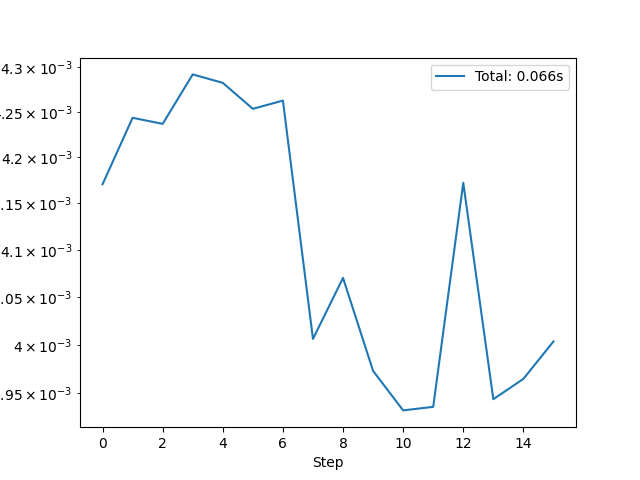 Total: 0.066s
4.3 × 10⁻³
.25 × 10⁻³
4.2 × 10⁻³
.15 × 10⁻³
4.1 × 10⁻³
.05 × 10⁻³
4 × 10⁻³
.95 × 10⁻³
0 2 4 6 8 10 12 14
Step